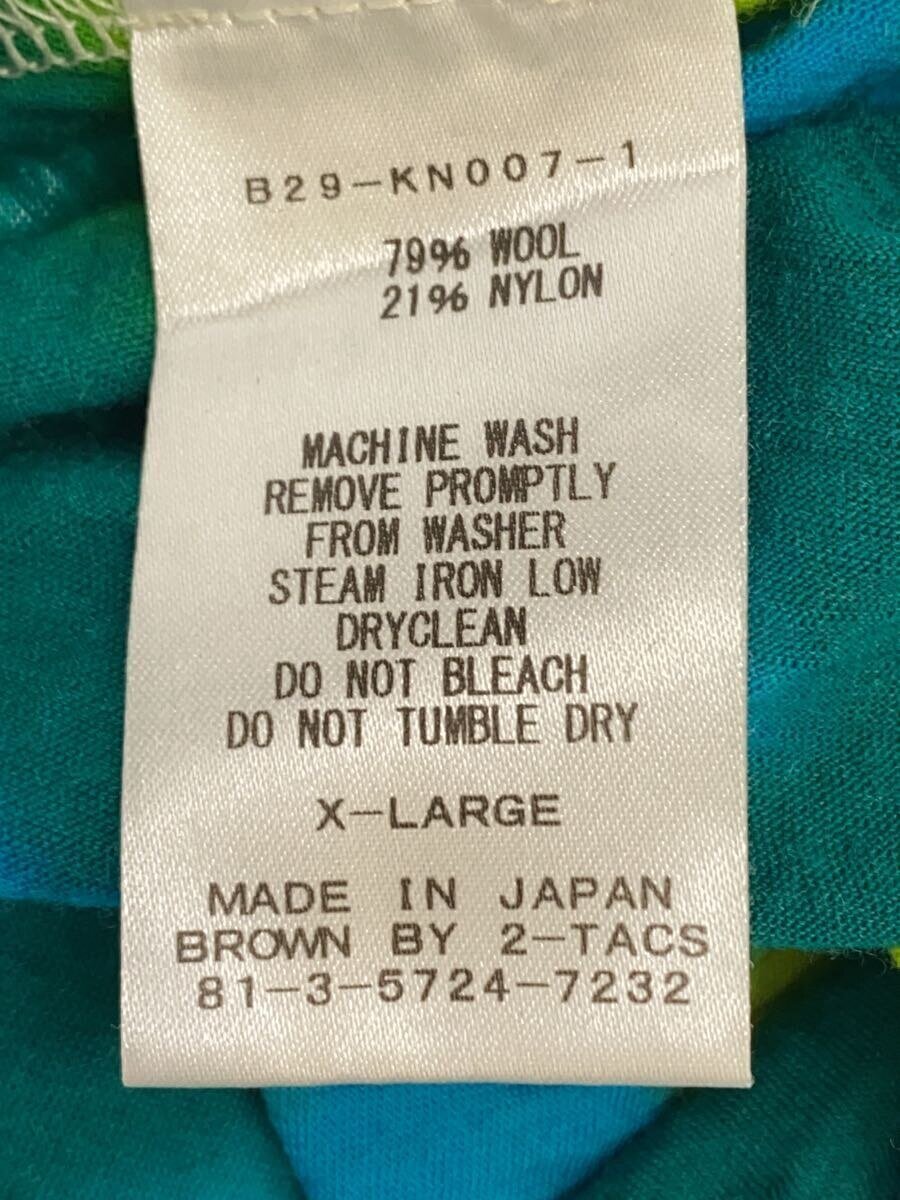 B29-KN007-1
79% WOOL
21% NYLON
MACHINE WASH
REMOVE PROMPTLY
FROM WASHER
STEAM IRON LOW
DRYCLEAN
DO NOT BLEACH
DO NOT TUMBLE DRY
X-LARGE
MADE IN JAPAN
BROWN BY 2-TACS
81-3-5724-7232